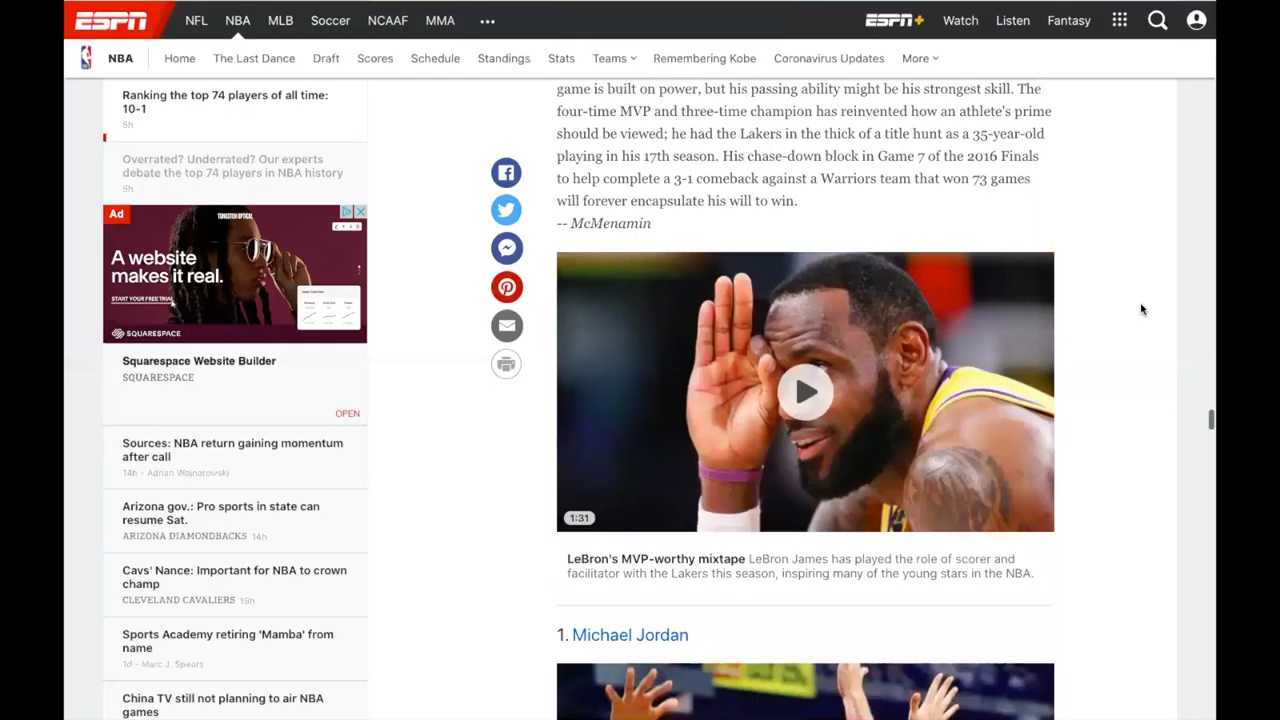 ESPN
NFL NBA MLB Soccer NCAAF MMA •••
ESPN+ Watch Listen Fantasy
NBA Home The Last Dance Draft Scores Schedule Standings Stats Teams Remembering Kobe Coronavirus Updates More
Ranking the top 74 players of all time:
10-1
5h
Overrated? Underrated? Our experts
debate the top 74 players in NBA history
9h
Ad
TUNGSTEN OPTICAL
A website
makes it real.
START YOUR FREE TRIAL
SQUARESPACE
Squarespace Website Builder
SQUARESPACE
OPEN
Sources: NBA return gaining momentum
after call
14h - Adrian Wojnarowski
Arizona gov.: Pro sports in state can
resume Sat.
ARIZONA DIAMONDBACKS 14h
Cavs' Nance: Important for NBA to crown
champ
CLEVELAND CAVALIERS 19h
Sports Academy retiring 'Mamba' from
name
1d - Marc J. Spears
China TV still not planning to air NBA
games
game is built on power, but his passing ability might be his strongest skill. The
four-time MVP and three-time champion has reinvented how an athlete's prime
should be viewed; he had the Lakers in the thick of a title hunt as a 35-year-old
playing in his 17th season. His chase-down block in Game 7 of the 2016 Finals
to help complete a 3-1 comeback against a Warriors team that won 73 games
will forever encapsulate his will to win.
-- McMenamin
1:31
LeBron's MVP-worthy mixtape LeBron James has played the role of scorer and
facilitator with the Lakers this season, inspiring many of the young stars in the NBA.
1. Michael Jordan